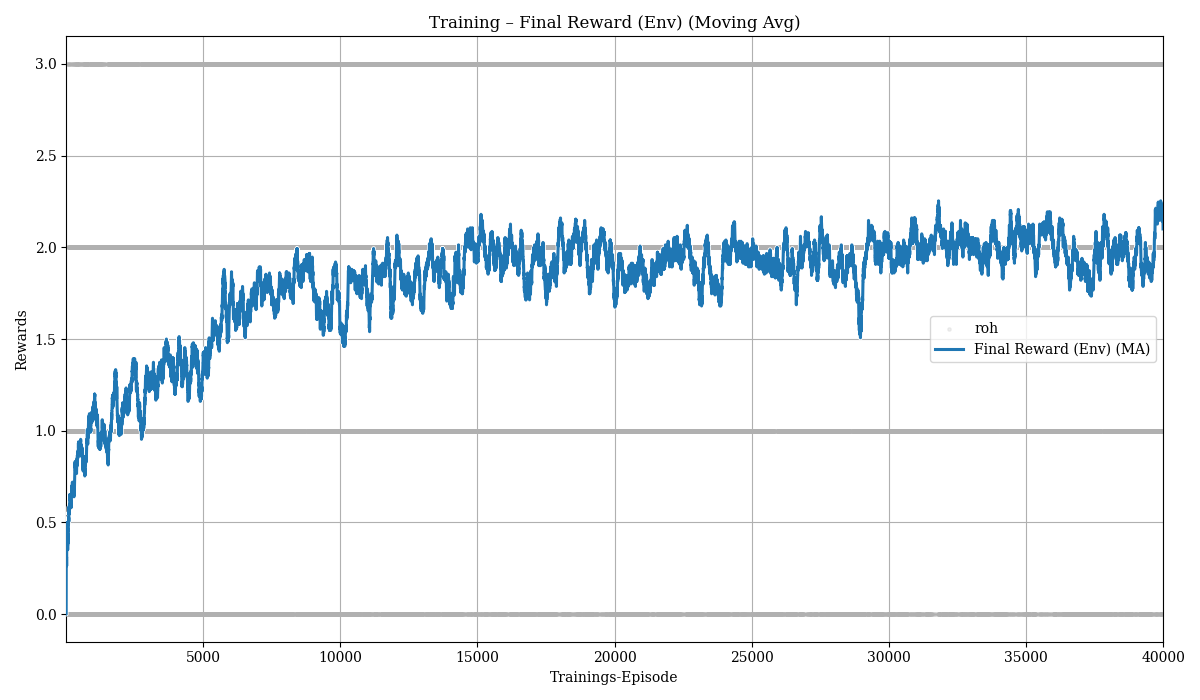 Training – Final Reward (Env) (Moving Avg)
3.0
2.5
2.0
1.5
1.0
0.5
0.0
Rewards
roh
Final Reward (Env) (MA)
5000 10000 15000 20000 25000 30000 35000 40000
Trainings-Episode